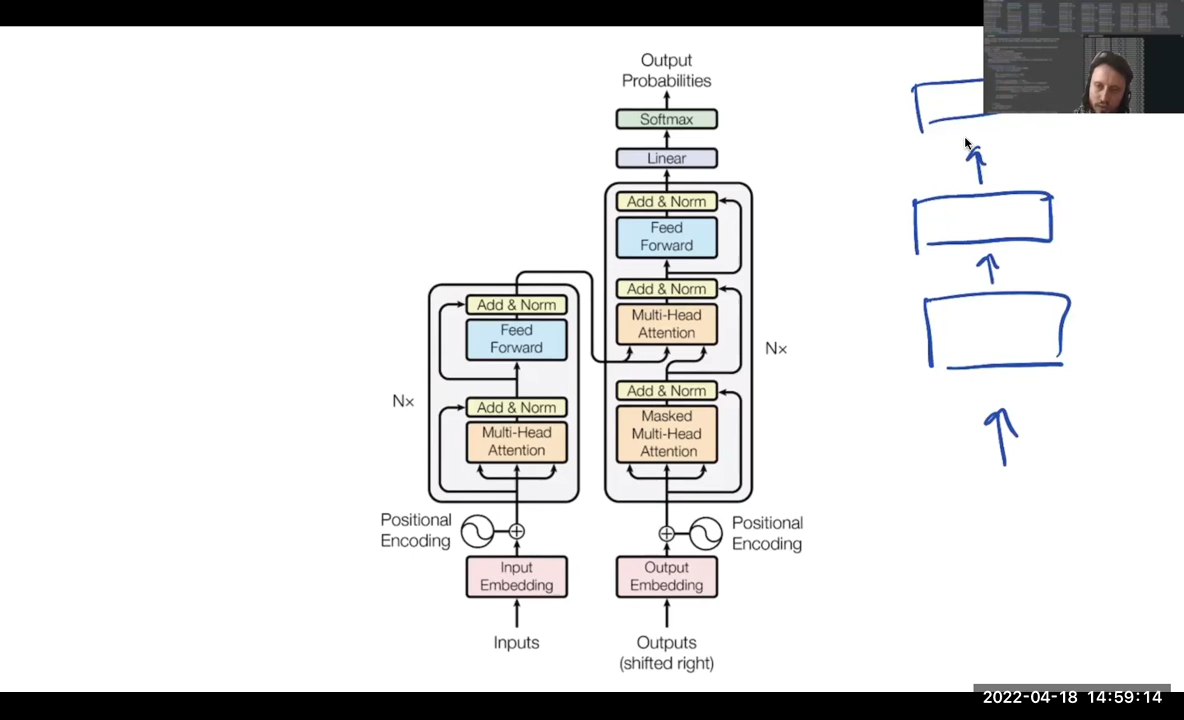 Output
Probabilities
Softmax
Linear
Add & Norm
Feed
Forward
Add & Norm
Multi-Head
Attention
Add & Norm
Masked
Multi-Head
Attention
Nx
Add & Norm
Feed
Forward
Add & Norm
Multi-Head
Attention
Nx
Positional
Encoding
Positional
Encoding
Input
Embedding
Output
Embedding
Inputs
Outputs
(shifted right)
2022-04-18 14:59:14